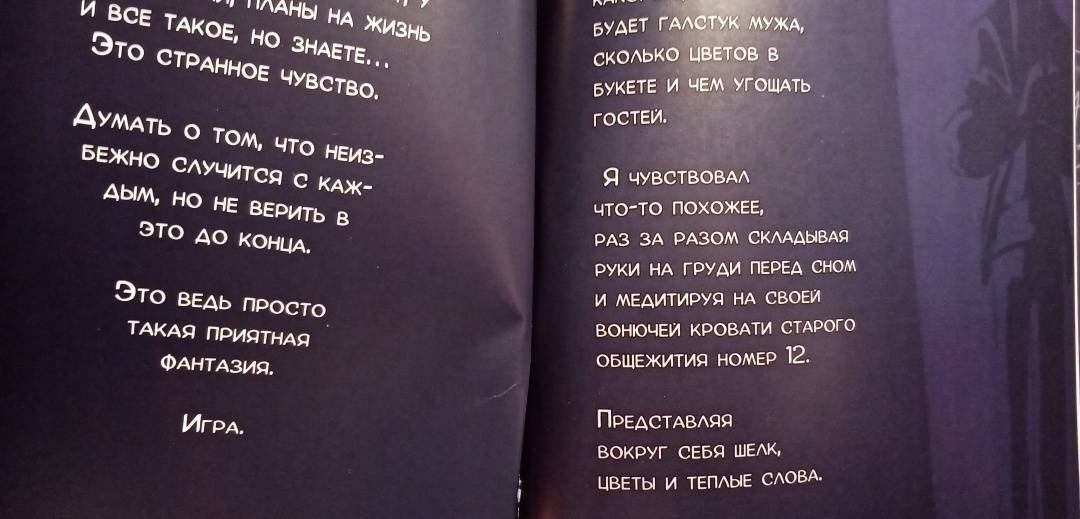 планы на жизнь
и все такое, но знаете...
Это странное чувство.
Думать о том, что неиз-
бежно случится с каж-
дым, но не верить в
это до конца.
Это ведь просто
такая приятная
фантазия.
Игра.
будет галстук мужа,
сколько цветов в
букете и чем угощать
гостей.
Я чувствовал
что-то похожее,
раз за разом складывая
руки на груди перед сном
и медитируя на своей
вонючей кровати старого
общежития номер 12.
Представляя
вокруг себя шелк,
цветы и теплые слова.